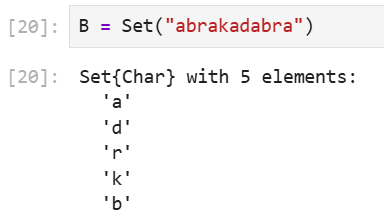 [20]: B = Set("abrakadabra")
[20]: Set{Char} with 5 elements:
'a'
'd'
'r'
'k'
'b'